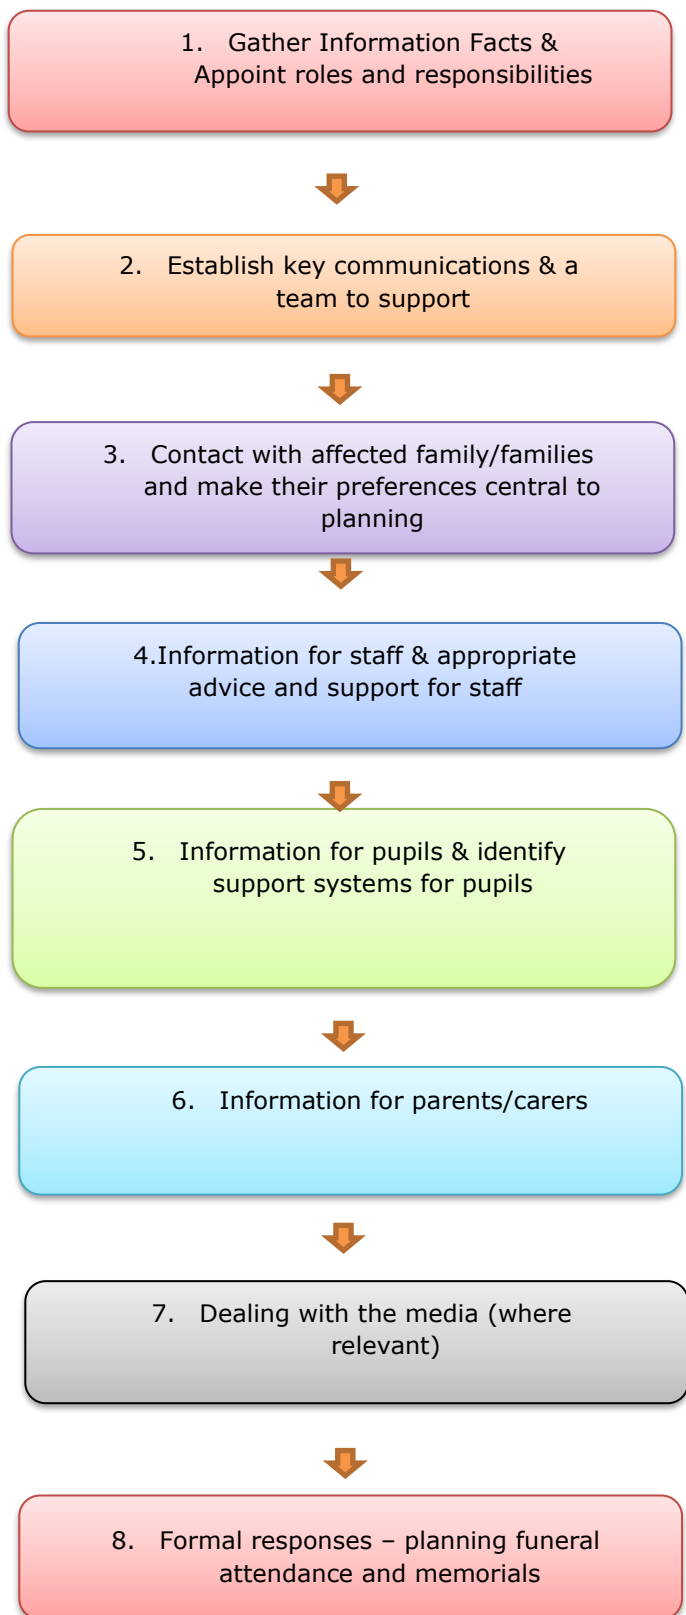 1. Gather Information Facts &
Appoint roles and responsibilities
2. Establish key communications & a
team to support
3. Contact with affected family/families
and make their preferences central to
planning
4.Information for staff & appropriate
advice and support for staff
5. Information for pupils & identify
support systems for pupils
6. Information for parents/carers
7. Dealing with the media (where
relevant)
8. Formal responses – planning funeral
attendance and memorials